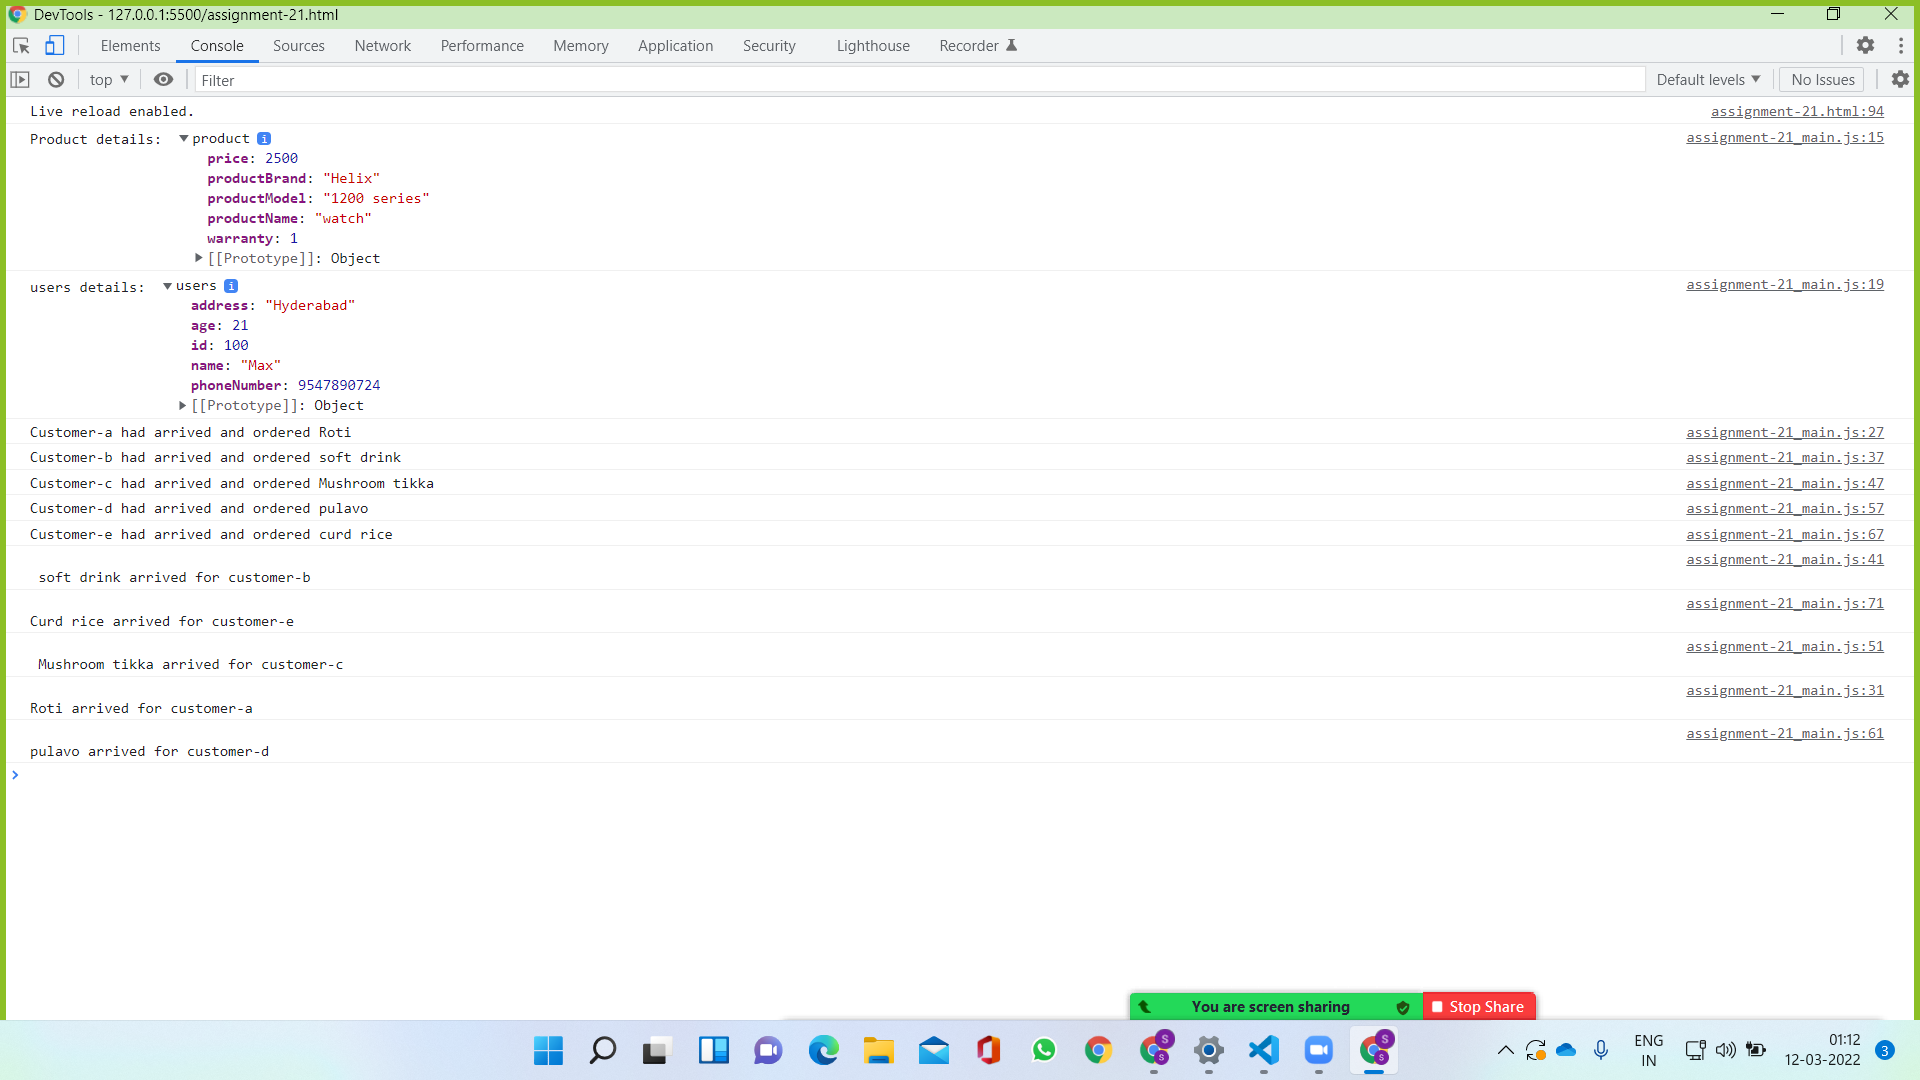 DevTools - 127.0.0.1:5500/assignment-21.html
Elements Console Sources Network Performance Memory Application Security Lighthouse Recorder
top Filter Default levels No Issues
Live reload enabled. assignment-21.html:94
Product details: product i assignment-21_main.js:15
price: 2500
productBrand: "Helix"
productModel: "1200 series"
productName: "watch"
warranty: 1
[[Prototype]]: Object
users details: users i assignment-21_main.js:19
address: "Hyderabad"
age: 21
id: 100
name: "Max"
phoneNumber: 9547890724
[[Prototype]]: Object
Customer-a had arrived and ordered Roti assignment-21_main.js:27
Customer-b had arrived and ordered soft drink assignment-21_main.js:37
Customer-c had arrived and ordered Mushroom tikka assignment-21_main.js:47
Customer-d had arrived and ordered pulavo assignment-21_main.js:57
Customer-e had arrived and ordered curd rice assignment-21_main.js:67
assignment-21_main.js:41
soft drink arrived for customer-b
assignment-21_main.js:71
Curd rice arrived for customer-e
assignment-21_main.js:51
Mushroom tikka arrived for customer-c
assignment-21_main.js:31
Roti arrived for customer-a
assignment-21_main.js:61
pulavo arrived for customer-d
You are screen sharing Stop Share
S S S S
ENG 01:12
IN 12-03-2022 3